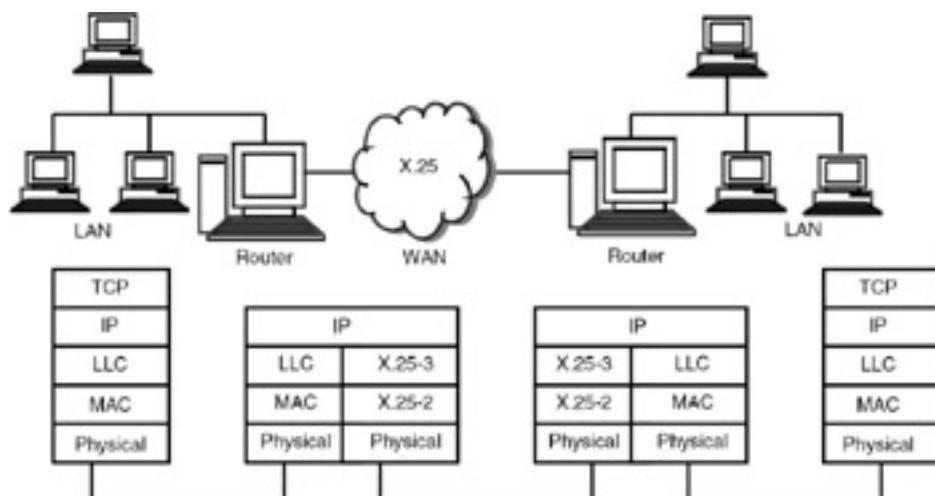 X.25
LAN
Router
WAN
Router
LAN
TCP
IP
LLC
MAC
Physical
IP
LLC X.25-3
MAC X.25-2
Physical Physical
IP
X.25-3 LLC
X.25-2 MAC
Physical Physical
TCP
IP
LLC
MAC
Physical